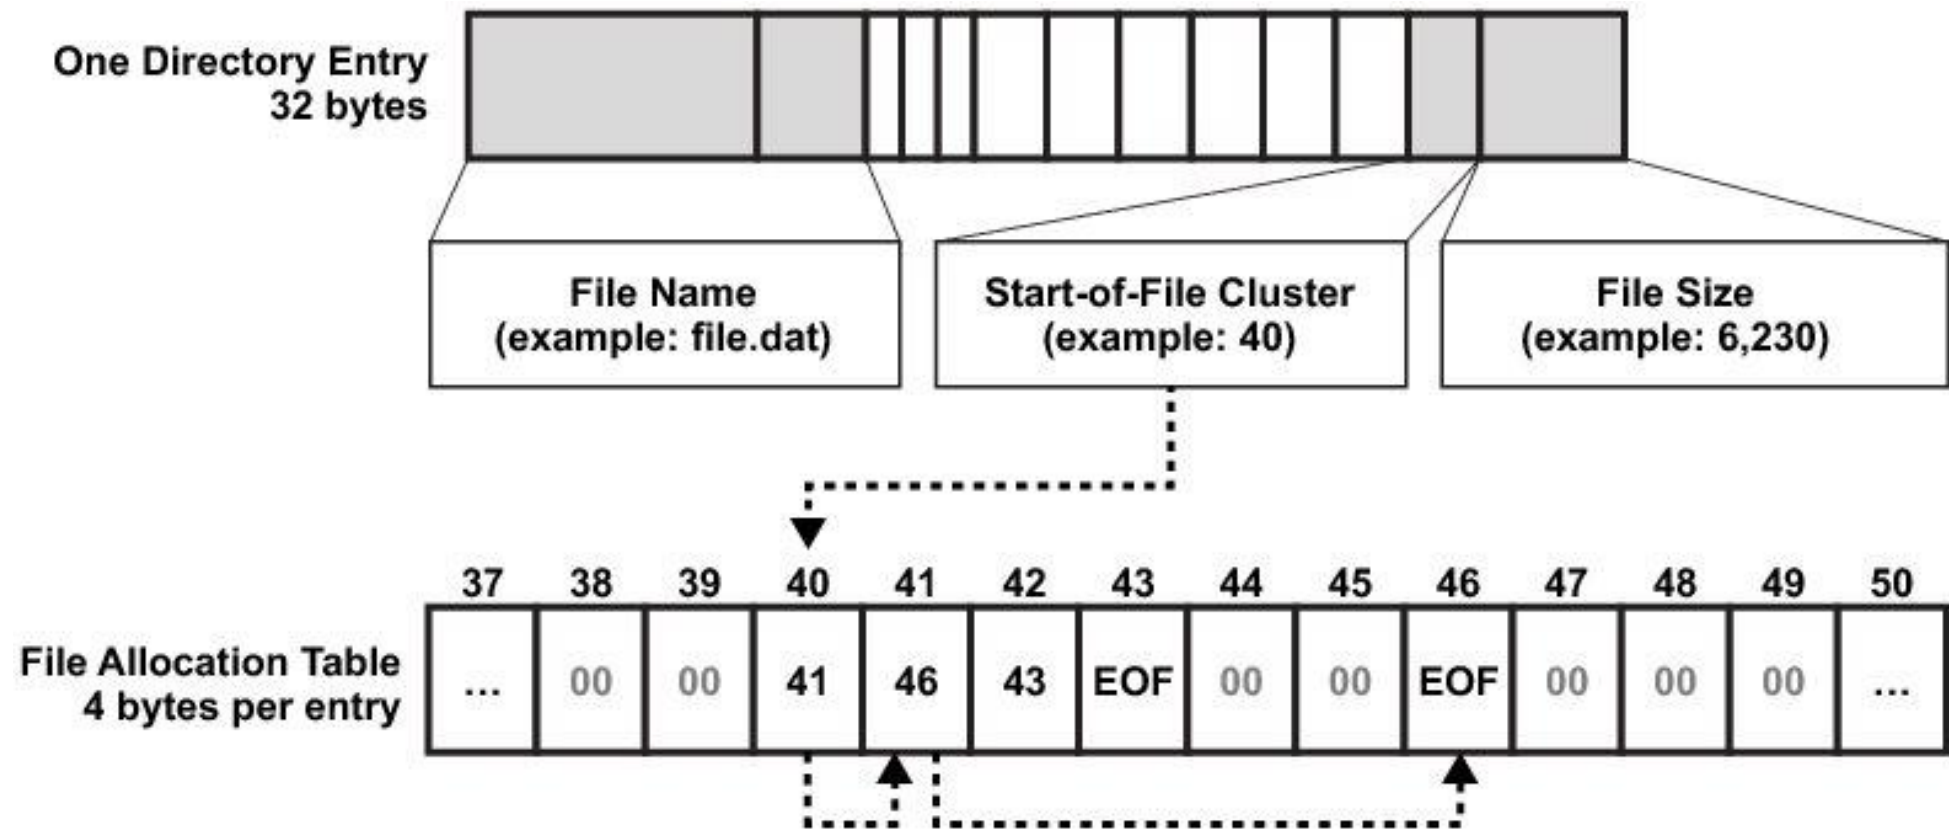 One Directory Entry
32 bytes
File Name
(example: file.dat)
Start-of-File Cluster
(example: 40)
File Size
(example: 6,230)
37 38 39 40 41 42 43 44 45 46 47 48 49 50
File Allocation Table
4 bytes per entry
... 00 00 41 46 43 EOF 00 00 EOF 00 00 00 ...